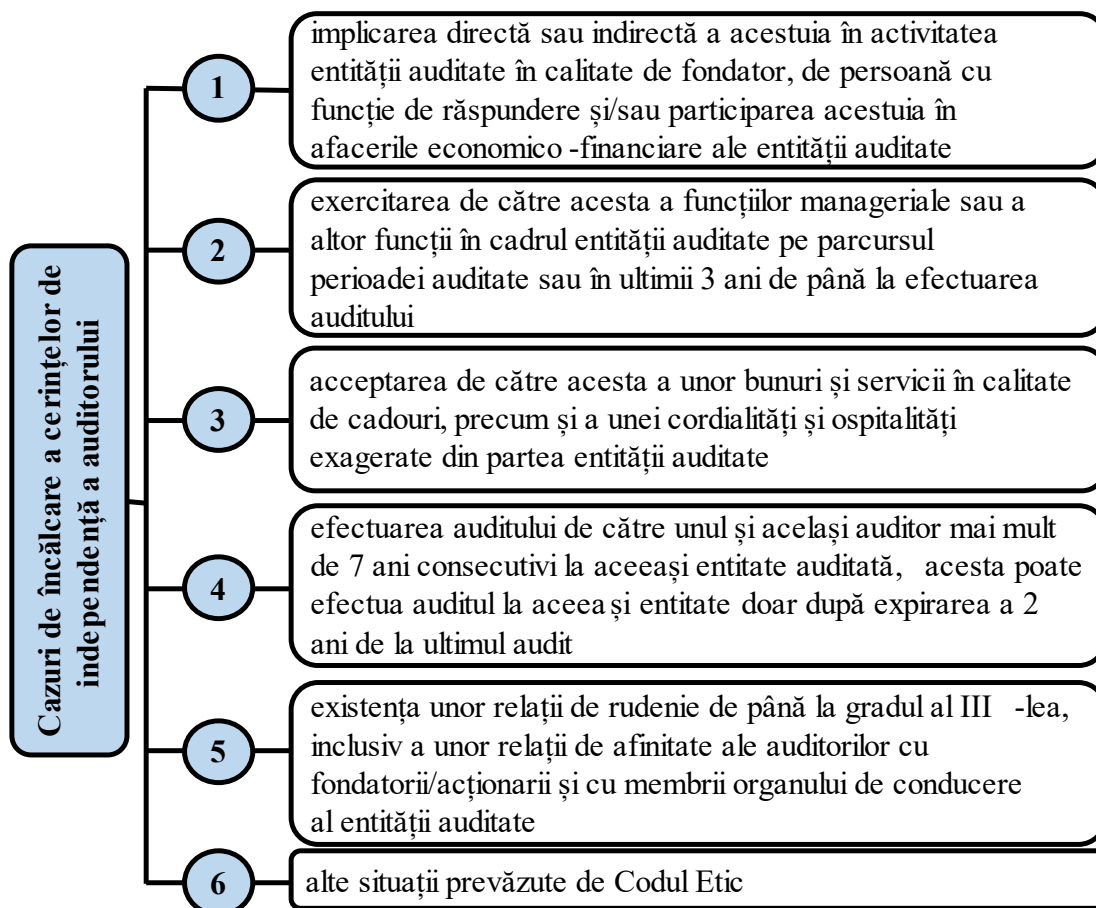 Cazuri de încălcare a cerințelor de
independență a auditorului
1
implicarea directă sau indirectă a acestuia în activitatea
entității auditate în calitate de fondator, de persoană cu
funcție de răspundere și/sau participarea acestuia în
afacerile economico -financiare ale entității auditate
2
exercitarea de către acesta a funcțiilor manageriale sau a
altor funcții în cadrul entității auditate pe parcursul
perioadei auditate sau în ultimii 3 ani de până la efectuarea
auditului
3
acceptarea de către acesta a unor bunuri și servicii în calitate
de cadouri, precum și a unei cordialități și ospitalități
exagerate din partea entității auditate
4
efectuarea auditului de către unul și același auditor mai mult
de 7 ani consecutivi la aceeași entitate auditată, acesta poate
efectua auditul la aceea și entitate doar după expirarea a 2
ani de la ultimul audit
5
existența unor relații de rudenie de până la gradul al III -lea,
inclusiv a unor relații de afinitate ale auditorilor cu
fondatorii/acționarii și cu membrii organului de conducere
al entității auditate
6
alte situații prevăzute de Codul Etic